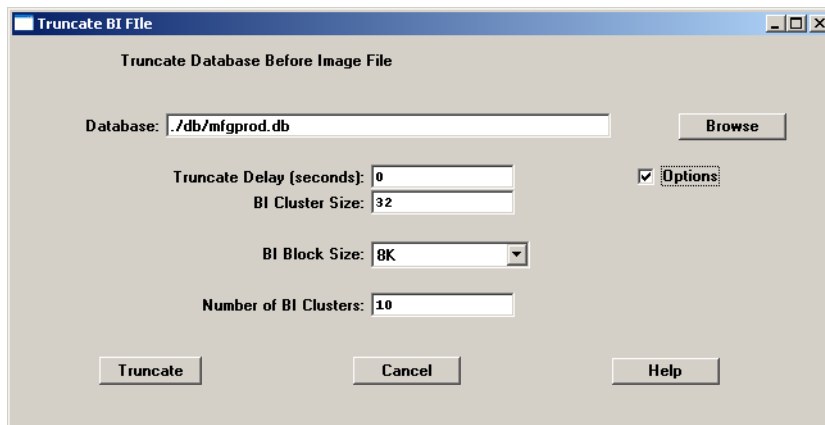 Truncate BI FIle
Truncate Database Before Image File
Database: ./db/mfgprod.db Browse
Truncate Delay (seconds): 0 Options
BI Cluster Size: 32
BI Block Size: 8K
Number of BI Clusters: 10
Truncate Cancel Help